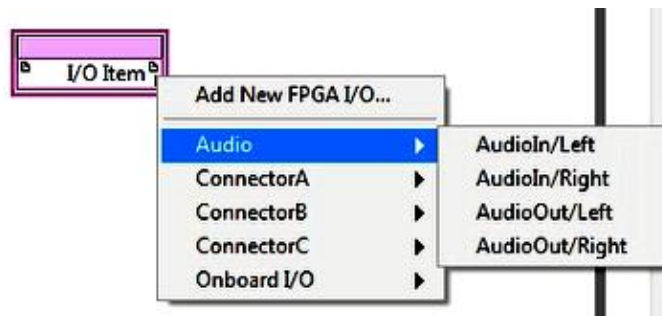 I/O Item
Add New FPGA I/O...
Audio
ConnectorA
ConnectorB
ConnectorC
Onboard I/O
AudioIn/Left
AudioIn/Right
AudioOut/Left
AudioOut/Right